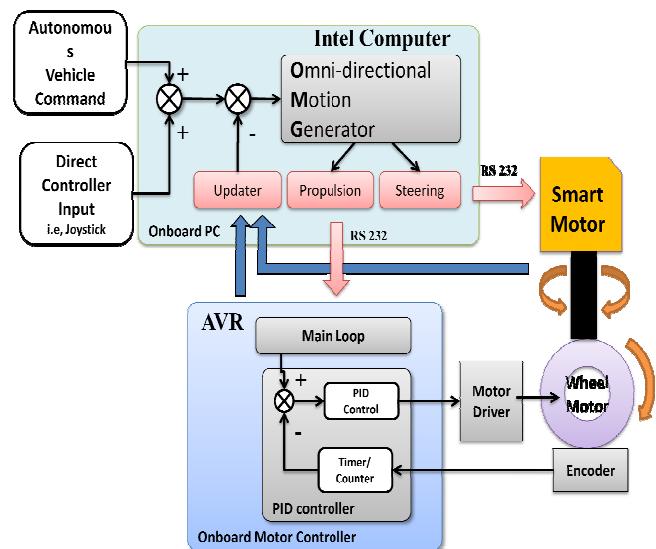 Autonomou
s
Vehicle
Command
Direct
Controller
Input
i.e, Joystick
Intel Computer
+
+
-
Omni-directional
Motion
Generator
Updater
Propulsion
Steering
Onboard PC
RS 232
RS 232
Smart
Motor
AVR
Main Loop
+
-
PID
Control
Timer/
Counter
PID controller
Onboard Motor Controller
Motor
Driver
Wheel
Motor
Encoder